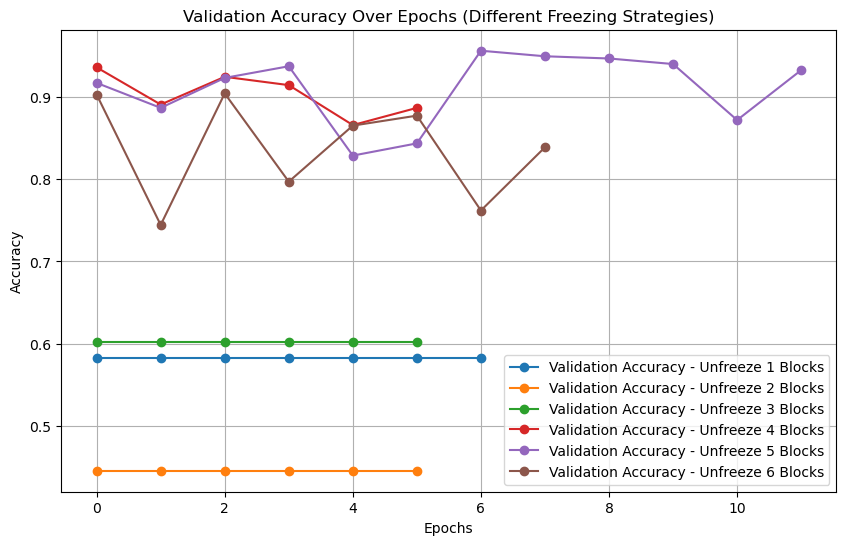 Validation Accuracy Over Epochs (Different Freezing Strategies)
Accuracy
0.9
0.8
0.7
0.6
0.5
Validation Accuracy - Unfreeze 1 Blocks
Validation Accuracy - Unfreeze 2 Blocks
Validation Accuracy - Unfreeze 3 Blocks
Validation Accuracy - Unfreeze 4 Blocks
Validation Accuracy - Unfreeze 5 Blocks
Validation Accuracy - Unfreeze 6 Blocks
0 2 4 6 8 10
Epochs